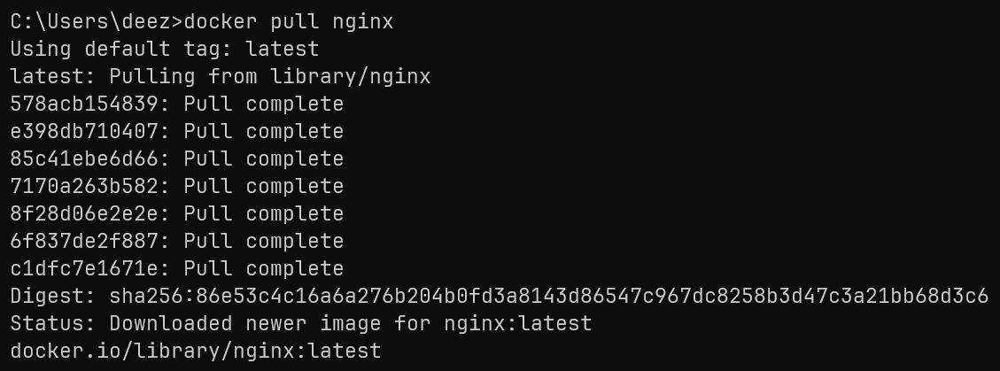 C:\Users\deez>docker pull nginx
Using default tag: latest
latest: Pulling from library/nginx
578acb154839: Pull complete
e398db710407: Pull complete
85c41ebe6d66: Pull complete
7170a263b582: Pull complete
8f28d06e2e2e: Pull complete
6f837de2f887: Pull complete
c1dfc7e1671e: Pull complete
Digest: sha256:86e53c4c16a6a276b204b0fd3a8143d86547c967dc8258b3d47c3a21bb68d3c6
Status: Downloaded newer image for nginx:latest
docker.io/library/nginx:latest